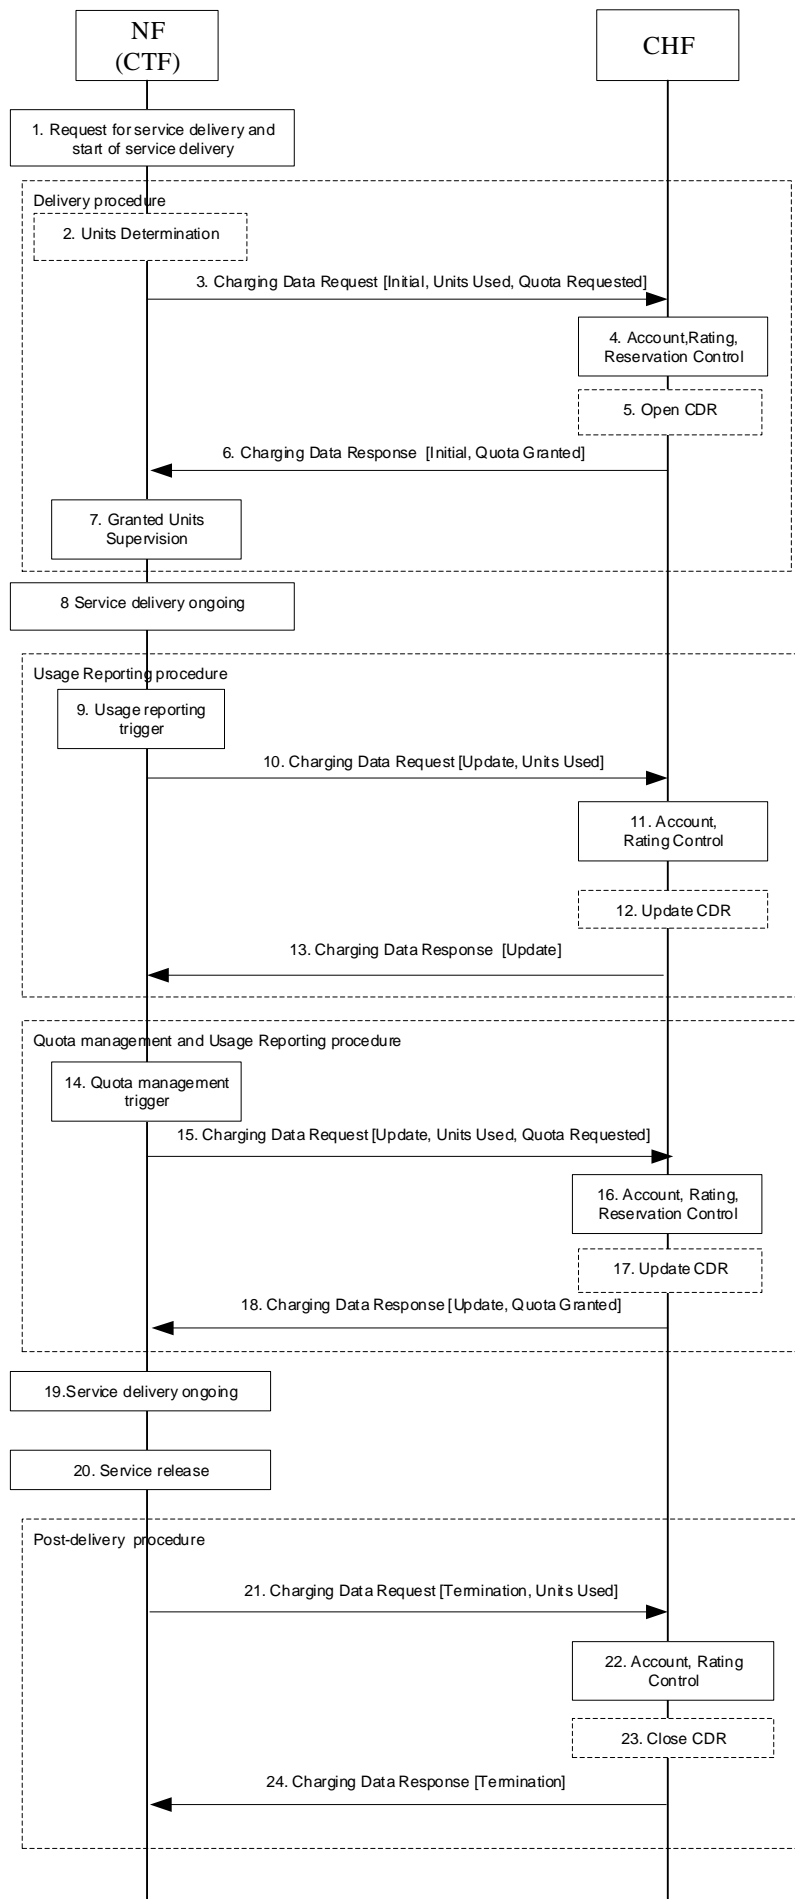 NF
(CTF)
CHF
1. Request for service delivery and
start of service delivery
Delivery procedure
2. Units Determination
3. Charging Data Request [Initial, Units Used, Quota Requested]
4. Account,Rating,
Reservation Control
5. Open CDR
6. Charging Data Response [Initial, Quota Granted]
7. Granted Units
Supervision
8 Service delivery ongoing
Usage Reporting procedure
9. Usage reporting
trigger
10. Charging Data Request [Update, Units Used]
11. Account,
Rating Control
12. Update CDR
13. Charging Data Response [Update]
Quota management and Usage Reporting procedure
14. Quota management
trigger
15. Charging Data Request [Update, Units Used, Quota Requested]
16. Account, Rating,
Reservation Control
17. Update CDR
18. Charging Data Response [Update, Quota Granted]
19.Service delivery ongoing
20. Service release
Post-delivery procedure
21. Charging Data Request [Termination, Units Used]
22. Account, Rating
Control
23. Close CDR
24. Charging Data Response [Termination]